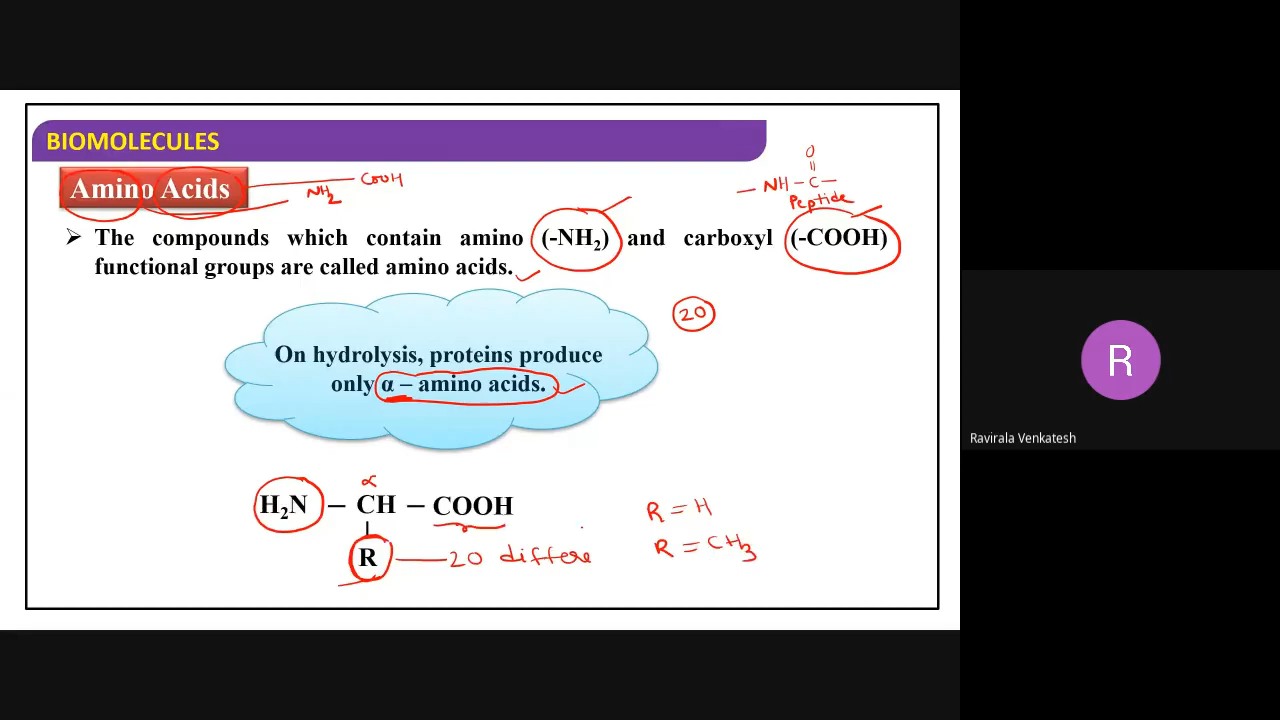 BIOMOLECULES
Amino Acids
COOH
NH2
O
– NH – C –
Peptide
➢ The compounds which contain amino (-NH₂) and carboxyl (-COOH)
functional groups are called amino acids.
20
On hydrolysis, proteins produce
only α – amino acids.
α
H₂N – CH – COOH
R
20 differe
R = H
R = CH3
R
Ravirala Venkatesh